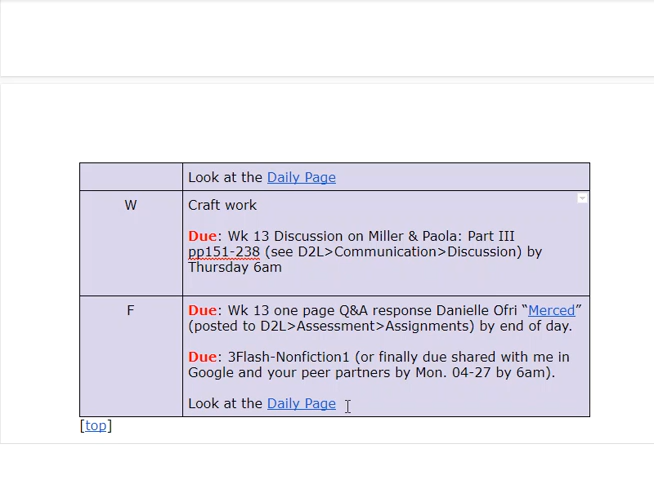 Look at the Daily Page
W
Craft work
Due: Wk 13 Discussion on Miller & Paola: Part III
pp151-238 (see D2L>Communication>Discussion) by
Thursday 6am
F
Due: Wk 13 one page Q&A response Danielle Ofri “Merced”
(posted to D2L>Assessment>Assignments) by end of day.
Due: 3Flash-Nonfiction1 (or finally due shared with me in
Google and your peer partners by Mon. 04-27 by 6am).
Look at the Daily Page
[top]